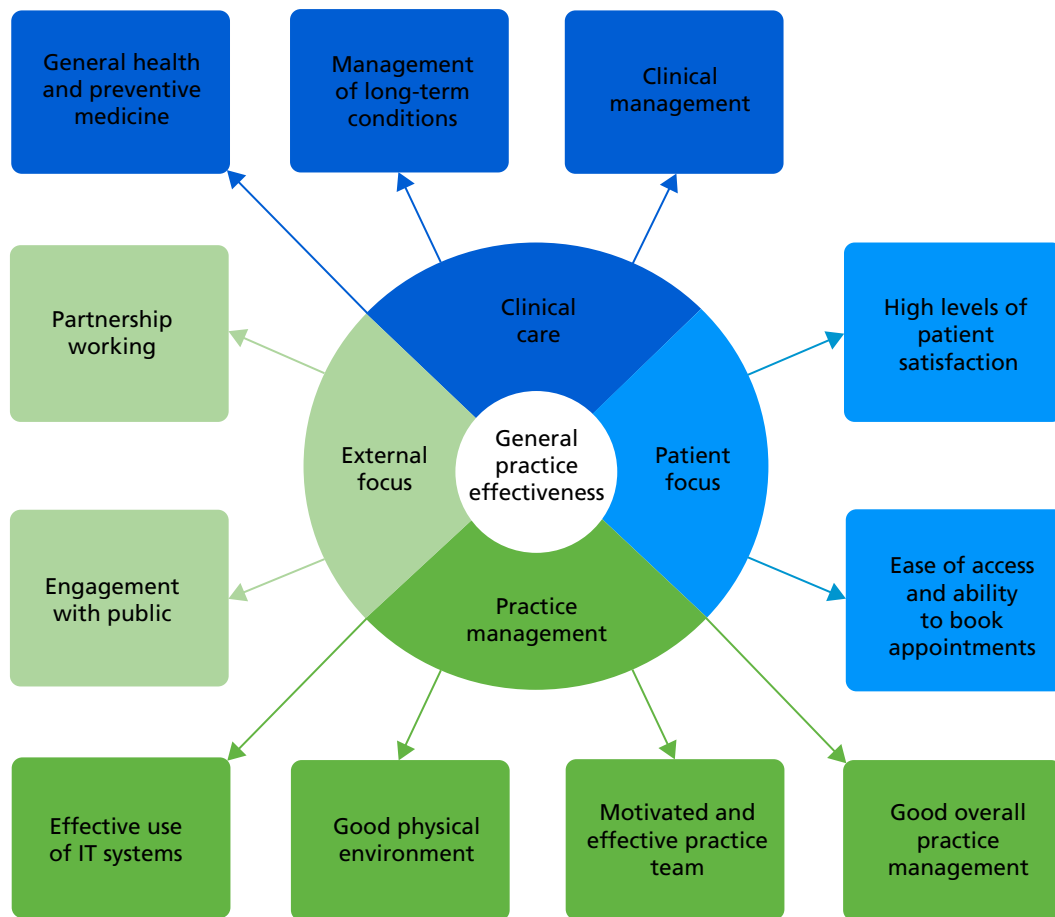 General health
and preventive
medicine
Management
of long-term
conditions
Clinical
management
Partnership
working
Clinical
care
High levels of
patient
satisfaction
External
focus
General
practice
effectiveness
Patient
focus
Engagement
with public
Practice
management
Ease of access
and ability
to book
appointments
Effective use
of IT systems
Good physical
environment
Motivated and
effective practice
team
Good overall
practice
management